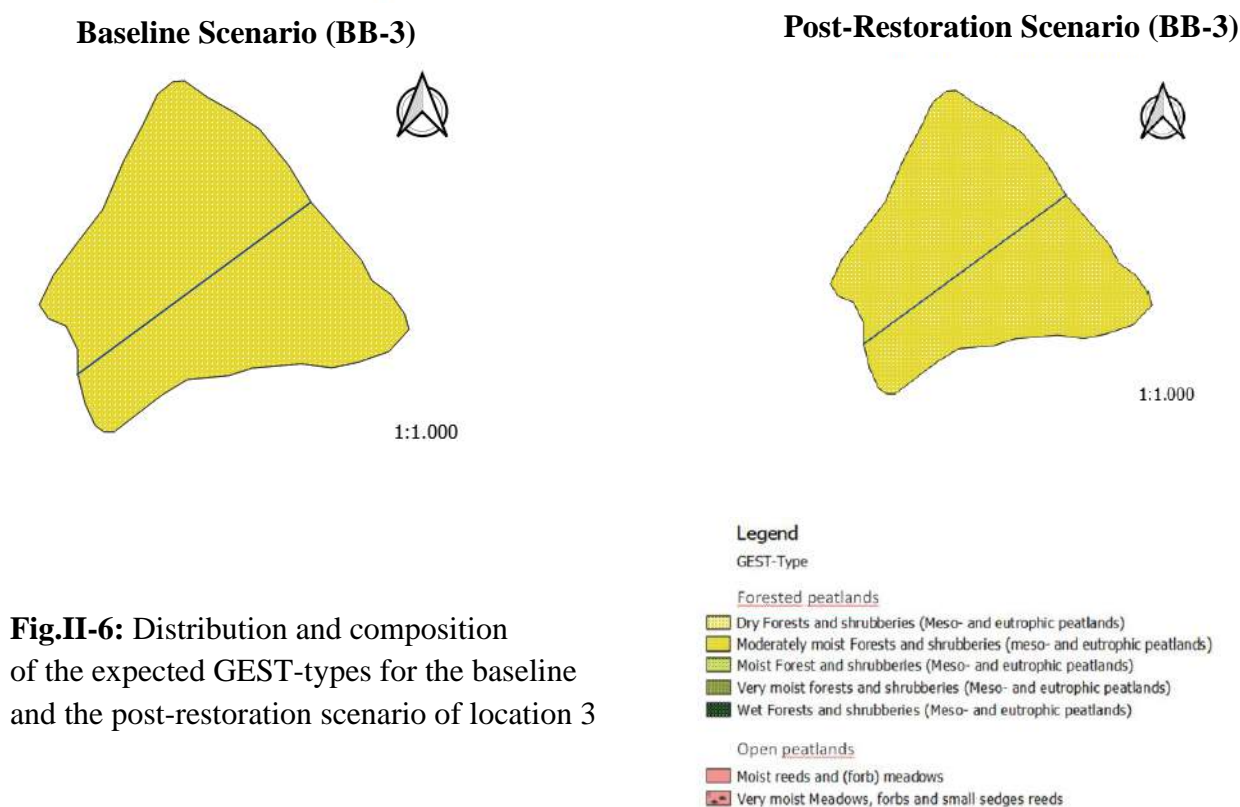 Baseline Scenario (BB-3)
Post-Restoration Scenario (BB-3)
1:1.000
1:1.000
Fig.II-6: Distribution and composition
of the expected GEST-types for the baseline
and the post-restoration scenario of location 3
Legend
GEST-Type
Forested peatlands
Dry Forests and shrubberies (Meso- and eutrophic peatlands)
Moderately moist Forests and shrubberies (meso- and eutrophic peatlands)
Moist Forest and shrubberies (Meso- and eutrophic peatlands)
Very moist forests and shrubberies (Meso- and eutrophic peatlands)
Wet Forests and shrubberies (Meso- and eutrophic peatlands)
Open peatlands
Moist reeds and (forb) meadows
Very moist Meadows, forbs and small sedges reeds